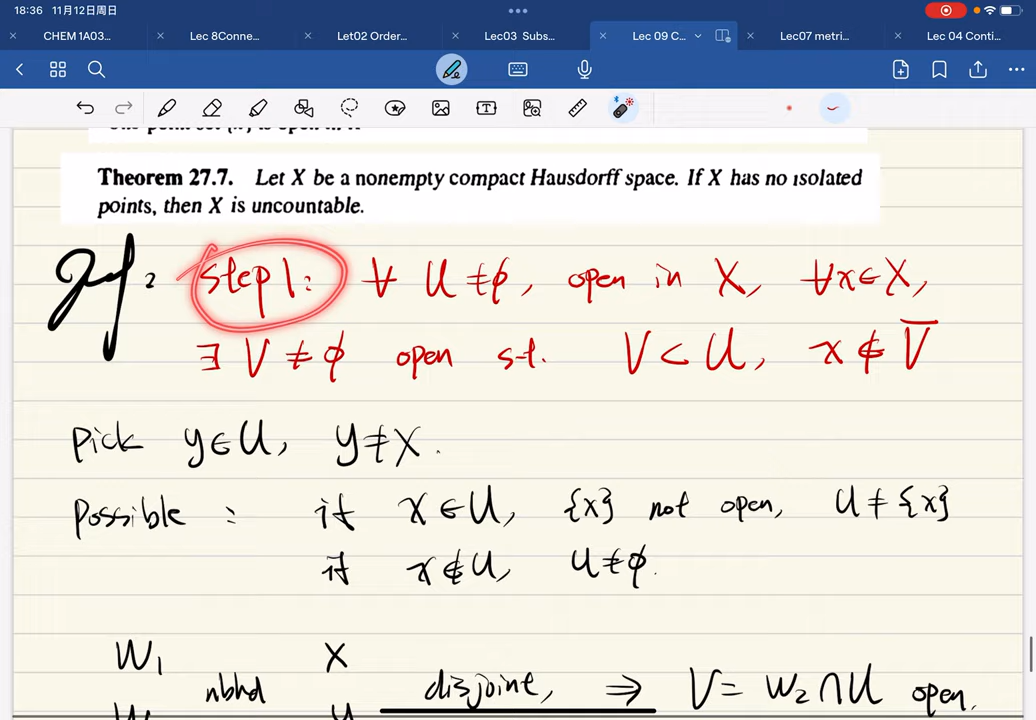 18:36 11月12日周日
CHEM 1A03...
Lec 8Conne...
Let02 Order...
Lec03 Subs...
Lec 09 C...
Lec07 metri...
Lec 04 Conti...
Theorem 27.7. Let X be a nonempty compact Hausdorff space. If X has no isolated
points, then X is uncountable.
Step 1: ∀ U ≠ ϕ, open in X, ∀x∈X,
∃ V ≠ ϕ open s.t. V ⊂ U, x ∉ V̅
Pick y∈U, y≠x.
Possible : if x∈U, {x} not open, U ≠ {x}
if x∉U, U≠ϕ.
W₁ x
nbhd disjoint, ⇒ V = W₂ ∩ U open.